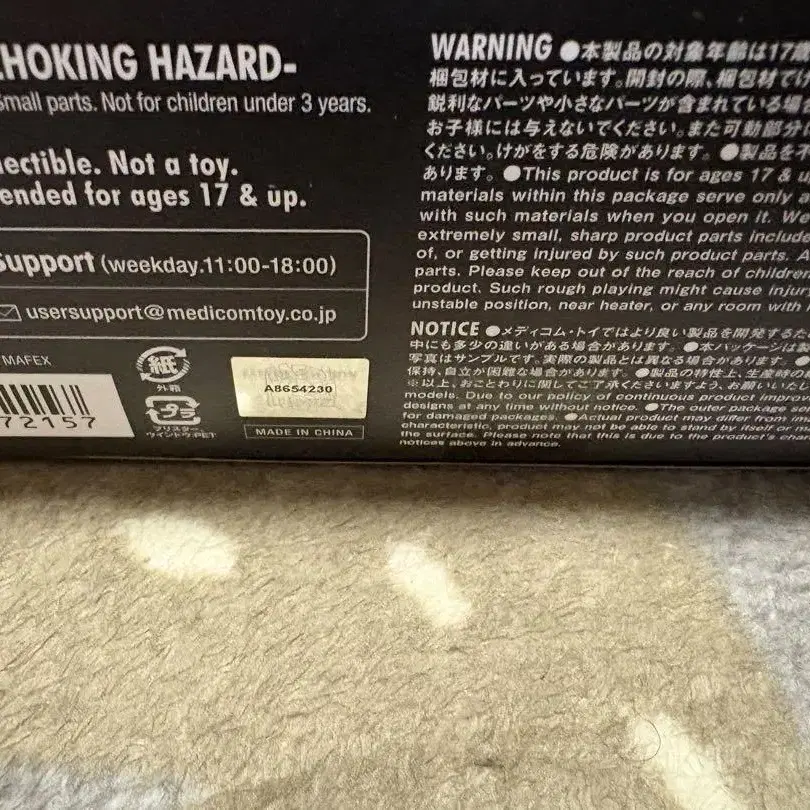 CHOKING HAZARD-
Small parts. Not for children under 3 years.
lectible. Not a toy.
ended for ages 17 & up.
Support (weekday.11:00-18:00)
usersupport@medicomtoy.co.jp
MAFEX
72157
紙
外箱
プラ
ブリスター
ウインドウ:PET
A8654230
MADE IN CHINA
WARNING ●本製品の対象年齢は17歳
梱包材に入っています。開封の際、梱包材で
鋭利なパーツや小さなパーツが含まれている場
お子様には与えないでください。また可動部分
ください。けがをする危険があります。 ●製品を不
あります。 ●This product is for ages 17 & u
materials within this package serve only a
with such materials when you open it. We
extremely small, sharp product parts include
of, or getting injured by such product parts. A
parts. Please keep out of the reach of children
product. Such rough playing might cause injury
unstable position, near heater, or any room with
NOTICE ●メディコム・トイではより良い製品を開発するた
中にも多少の違いがある場合があります。 ●本パッケージは製
写真はサンプルです。実際の製品とは異なる場合があります。 ●
保持、自立が困難な場合があります。 ●製品の特性上、生産時の
※以上、おことわりに関してご了承くださいますよう、お願いいた
models. Due to our policy of continuous product improv
designs at any time without notice. ●The outer package a
for damaged packages. ●Actual product may differ from im
characteristic, product may not be able to stand by itself or m
the surface. Please note that this is due to the product's cha
notices above in advance.